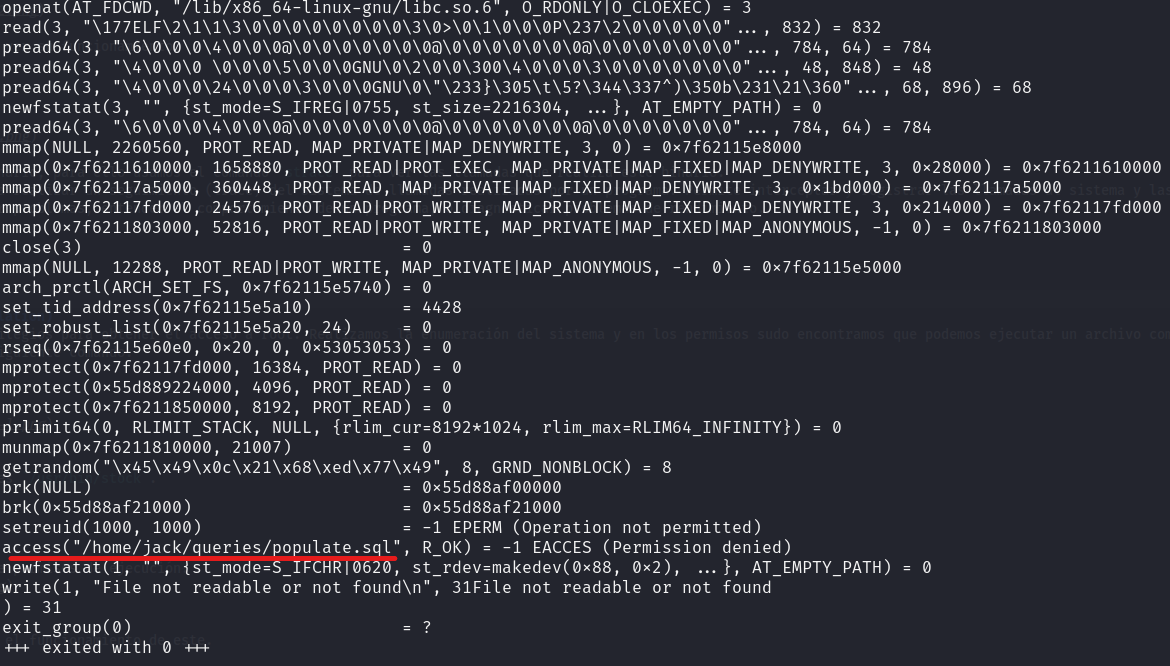 openat(AT_FDCWD, "/lib/x86_64-linux-gnu/libc.so.6", O_RDONLY|O_CLOEXEC) = 3
read(3, "\177ELF\2\1\1\3\0\0\0\0\0\0\0\0\3\0>\0\1\0\0\0P\237\2\0\0\0\0\0"..., 832) = 832
pread64(3, "\6\0\0\0\4\0\0\0@\0\0\0\0\0\0\0@\0\0\0\0\0\0\0@\0\0\0\0\0\0\0"..., 784, 64) = 784
pread64(3, "\4\0\0\0 \0\0\0\5\0\0\0GNU\0\2\0\0\300\4\0\0\0\3\0\0\0\0\0\0\0"..., 48, 848) = 48
pread64(3, "\4\0\0\0\24\0\0\0\3\0\0\0GNU\0\"\233}\305\t\5?\344\337^)\350b\231\21\360"..., 68, 896) = 68
newfstatat(3, "", {st_mode=S_IFREG|0755, st_size=2216304, ...}, AT_EMPTY_PATH) = 0
pread64(3, "\6\0\0\0\4\0\0\0@\0\0\0\0\0\0\0@\0\0\0\0\0\0\0@\0\0\0\0\0\0\0"..., 784, 64) = 784
mmap(NULL, 2260560, PROT_READ, MAP_PRIVATE|MAP_DENYWRITE, 3, 0) = 0×7f62115e8000
mmap(0×7f6211610000, 1658880, PROT_READ|PROT_EXEC, MAP_PRIVATE|MAP_FIXED|MAP_DENYWRITE, 3, 0×28000) = 0×7f6211610000
mmap(0×7f62117a5000, 360448, PROT_READ, MAP_PRIVATE|MAP_FIXED|MAP_DENYWRITE, 3, 0×1bd000) = 0×7f62117a5000
mmap(0×7f62117fd000, 24576, PROT_READ|PROT_WRITE, MAP_PRIVATE|MAP_FIXED|MAP_DENYWRITE, 3, 0×214000) = 0×7f62117fd000
mmap(0×7f6211803000, 52816, PROT_READ|PROT_WRITE, MAP_PRIVATE|MAP_FIXED|MAP_ANONYMOUS, -1, 0) = 0×7f6211803000
close(3) = 0
mmap(NULL, 12288, PROT_READ|PROT_WRITE, MAP_PRIVATE|MAP_ANONYMOUS, -1, 0) = 0×7f62115e5000
arch_prctl(ARCH_SET_FS, 0×7f62115e5740) = 0
set_tid_address(0×7f62115e5a10) = 4428
set_robust_list(0×7f62115e5a20, 24) = 0
rseq(0×7f62115e60e0, 0×20, 0, 0×53053053) = 0
mprotect(0×7f62117fd000, 16384, PROT_READ) = 0
mprotect(0×55d889224000, 4096, PROT_READ) = 0
mprotect(0×7f6211850000, 8192, PROT_READ) = 0
prlimit64(0, RLIMIT_STACK, NULL, {rlim_cur=8192*1024, rlim_max=RLIM64_INFINITY}) = 0
munmap(0×7f6211810000, 21007) = 0
getrandom("\x45\x49\x0c\x21\x68\xed\x77\x49", 8, GRND_NONBLOCK) = 8
brk(NULL) = 0×55d88af00000
brk(0×55d88af21000) = 0×55d88af21000
setreuid(1000, 1000) = -1 EPERM (Operation not permitted)
access("/home/jack/queries/populate.sql", R_OK) = -1 EACCES (Permission denied)
newfstatat(1, "", {st_mode=S_IFCHR|0620, st_rdev=makedev(0×88, 0×2), ...}, AT_EMPTY_PATH) = 0
write(1, "File not readable or not found\n", 31File not readable or not found
) = 31
exit_group(0) = ?
+++ exited with 0 +++